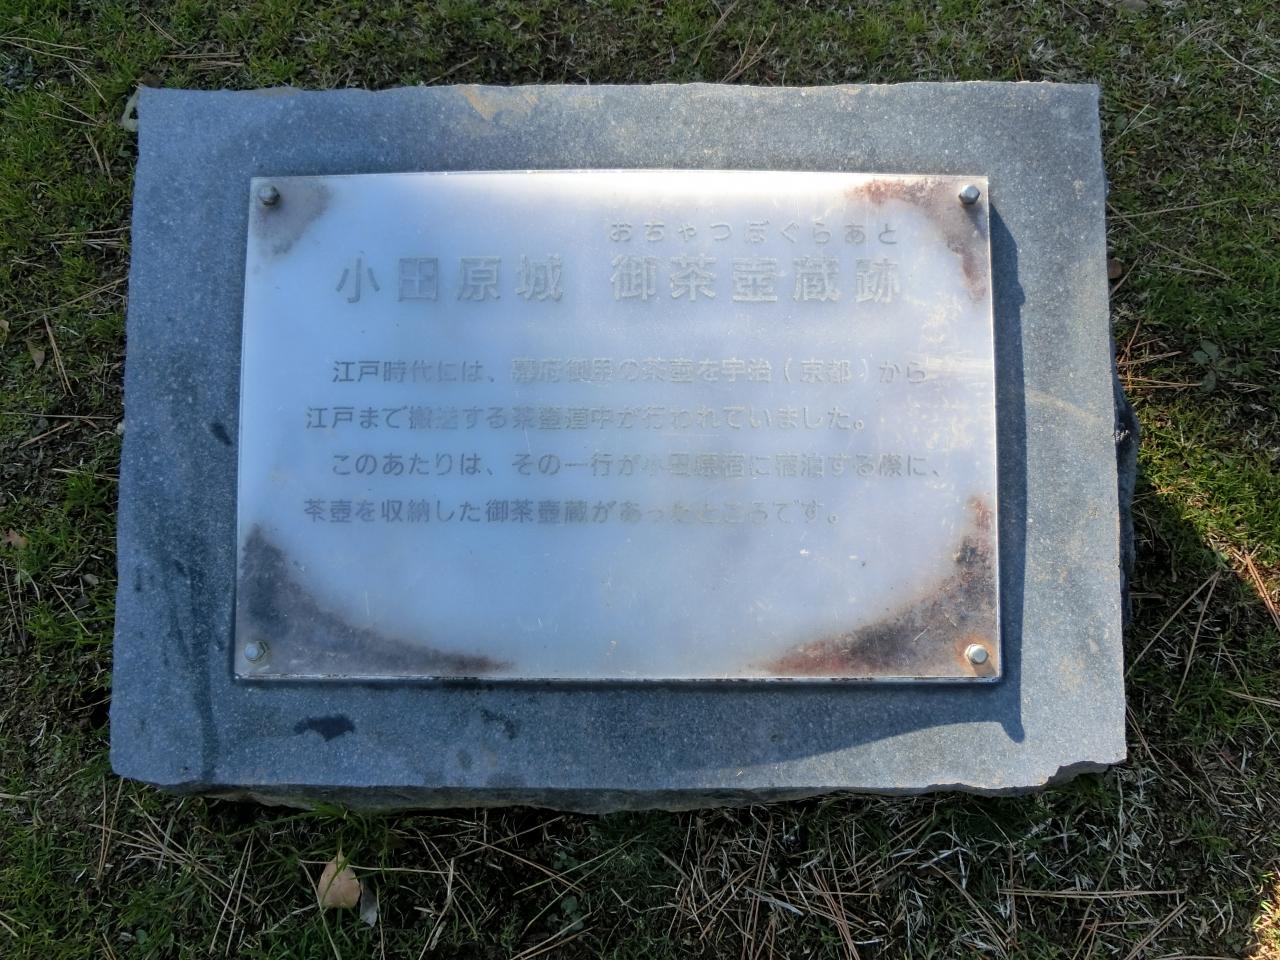 おちゃつぼぐらあと
小田原城 御茶壺蔵跡
江戸時代には、幕府御用の茶壺を宇治（京都）から
江戸まで搬送する茶壺道中が行われていました。
このあたりは、その一行が小田原宿に宿泊する際に、
茶壺を収納した御茶壺蔵があったところです。